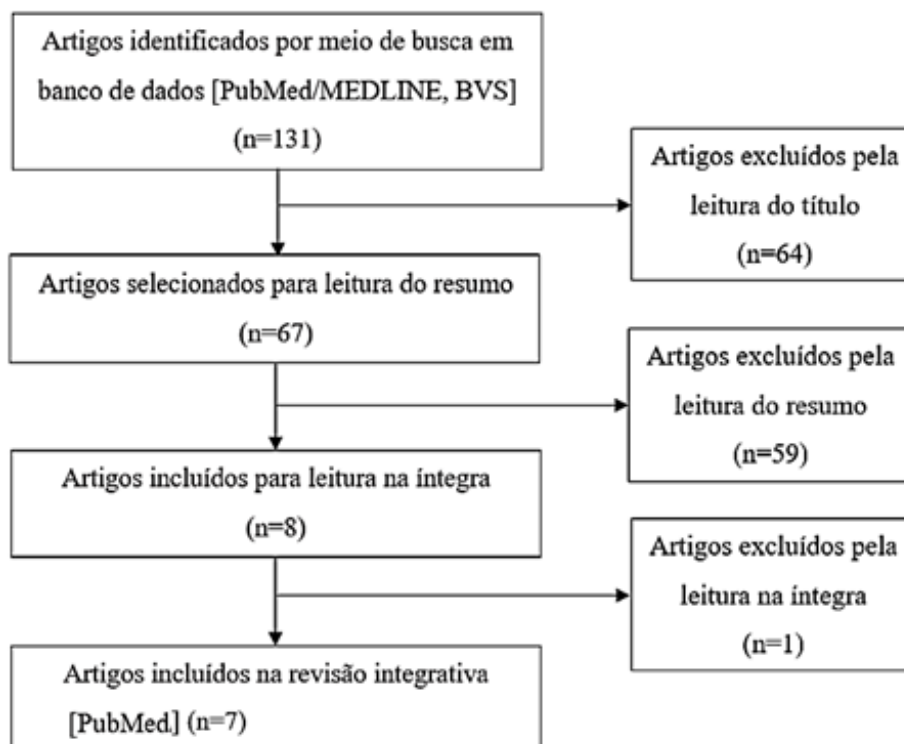 Artigos identificados por meio de busca em
banco de dados [PubMed/MEDLINE, BVS]
(n=131)
Artigos excluídos pela
leitura do título
(n=64)
Artigos selecionados para leitura do resumo
(n=67)
Artigos excluídos pela
leitura do resumo
(n=59)
Artigos incluídos para leitura na íntegra
(n=8)
Artigos excluídos pela
leitura na íntegra
(n=1)
Artigos incluídos na revisão integrativa
[PubMed] (n=7)